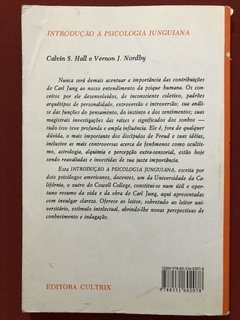 INTRODUÇÃO À PSICOLOGIA JUNGUIANA
Calvin S. Hall e Vernon J. Nordby
Nunca será demais acentuar a importância das contribuições
de Carl Jung ao nosso entendimento da psique humana. Os concei-
tos por ele desenvolvidos, de inconsciente coletivo, padrões
arquétipos de personalidade, extroversão e introversão; sua análi-
se das funções do pensamento, do instinto e dos sentimentos; suas
magistrais investigações das raízes e significados dos sonhos —
tudo isso teve profunda e ampla influência. Ele é, fora de qualquer
dúvida, o mais importante dos discípulos de Freud e suas idéias,
inclusive as mais controversas acerca de fenômenos como ocultis-
mo, astrologia, alquimia e percepção extra-sensorial, estão hoje
sendo reavaliadas e investidas de sua justa importância.
Esta INTRODUÇÃO À PSICOLOGIA JUNGUIANA, escrita por
dois psicólogos americanos, docentes, um da Universidade da Ca-
lifórnia, e outro do Cowell College, constitui-se num útil e opor-
tuno resumo da vida e da obra de Carl Jung, aqui apresentadas
com invulgar clareza. Oferece ao leitor, sobretudo ao leitor uni-
versitário, estímulo intelectual, abrindo-lhe novas perspectivas de
conhecimento e indagação.
EDITORA CULTRIX